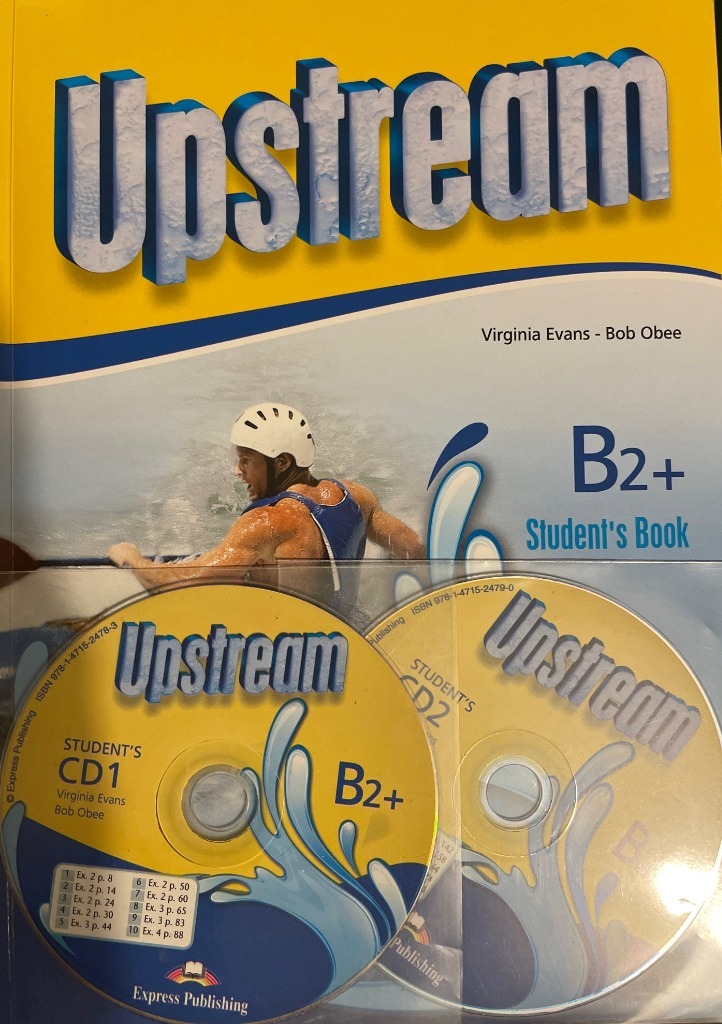 Upstream
Virginia Evans - Bob Obee
B2+
Student's Book
© Express Publishing ISBN 978-1-4715-2478-3
Upstream
STUDENT'S
CD1
Virginia Evans
Bob Obee
B2+
1 Ex. 2 p. 8
2 Ex. 2 p. 14
3 Ex. 2 p. 24
4 Ex. 2 p. 30
5 Ex. 3 p. 44
6 Ex. 2 p. 50
7 Ex. 2 p. 60
8 Ex. 3 p. 65
9 Ex. 3 p. 83
10 Ex. 4 p. 88
Express Publishing
ISBN 978-1-4715-2479-0
Upstream
STUDENT'S
CD2
Publishing